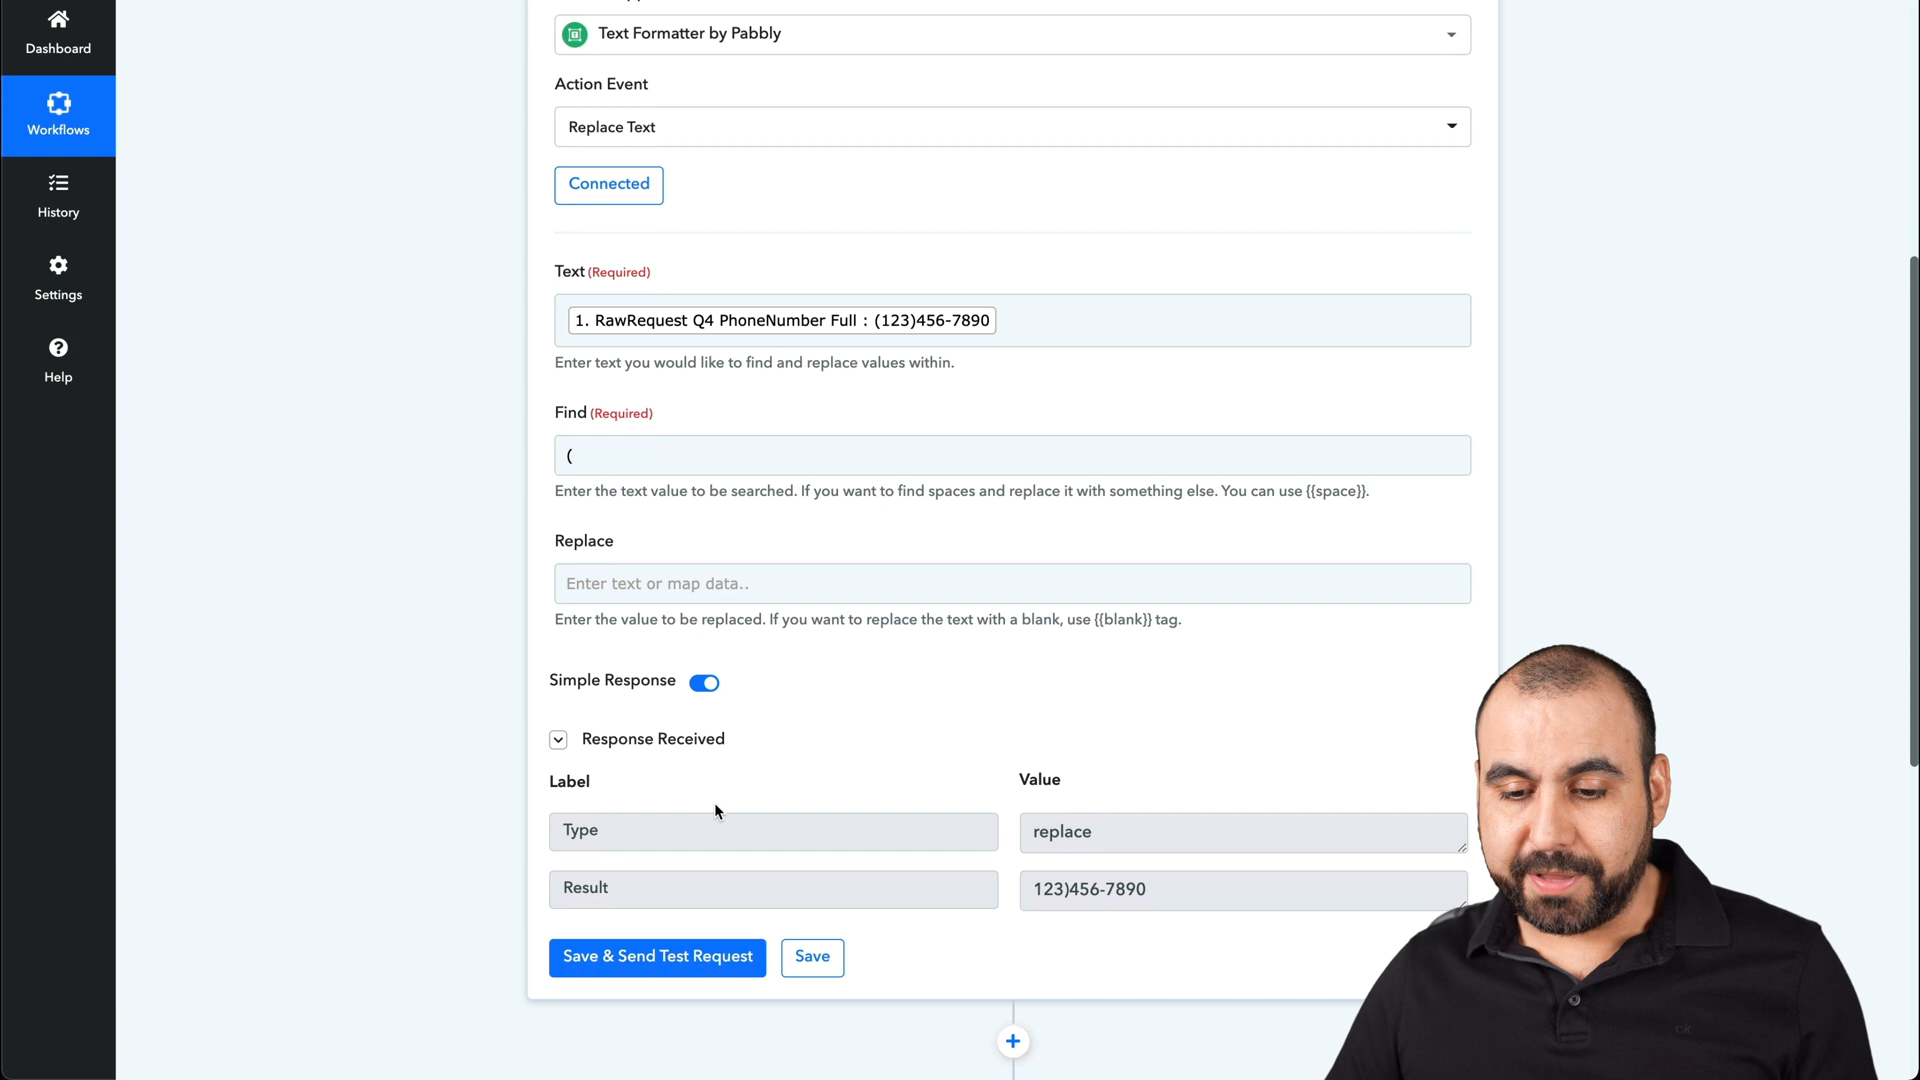 Dashboard
Workflows
History
Settings
Help
Text Formatter by Pabbly
Action Event
Replace Text
Connected
Text (Required)
1. RawRequest Q4 PhoneNumber Full : (123)456-7890
Enter text you would like to find and replace values within.
Find (Required)
(
Enter the text value to be searched. If you want to find spaces and replace it with something else. You can use {{space}}.
Replace
Enter text or map data..
Enter the value to be replaced. If you want to replace the text with a blank, use {{blank}} tag.
Simple Response
Response Received
Label Value
Type replace
Result 123)456-7890
Save & Send Test Request Save